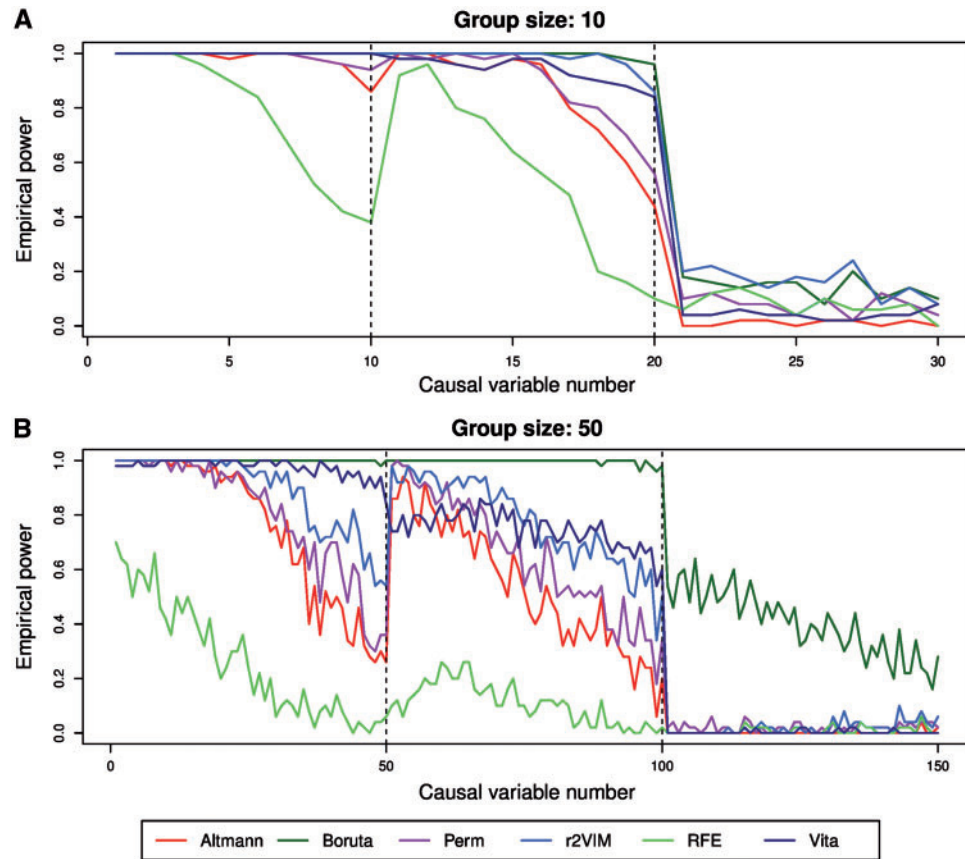 A
Group size: 10
Empirical power
1.0
0.8
0.6
0.4
0.2
0.0
0 5 10 15 20 25 30
Causal variable number
B
Group size: 50
Empirical power
1.0
0.8
0.6
0.4
0.2
0.0
0 50 100 150
Causal variable number
Altmann Boruta Perm r2VIM RFE Vita